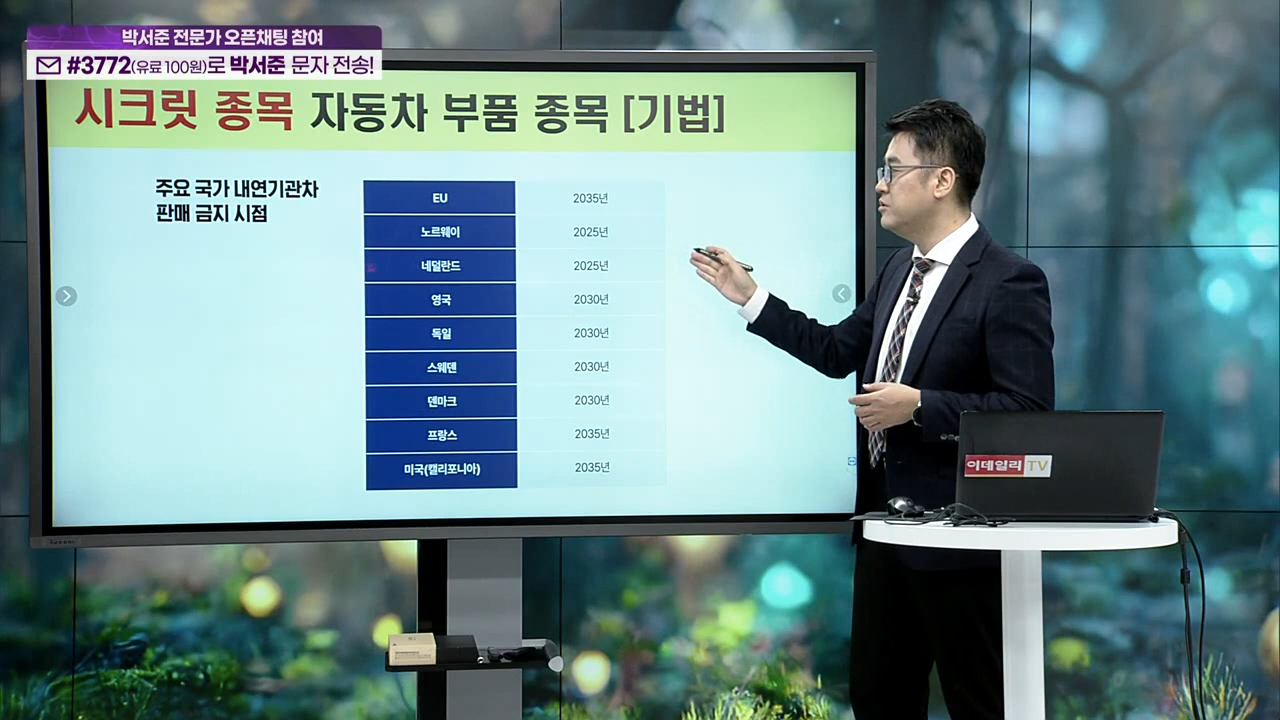 박서준 전문가 오픈채팅 참여
#3772(유료 100원)로 박서준 문자 전송!
시크릿 종목 자동차 부품 종목 [기법]
주요 국가 내연기관차
판매 금지 시점
EU 2035년
노르웨이 2025년
네덜란드 2025년
영국 2030년
독일 2030년
스웨덴 2030년
덴마크 2030년
프랑스 2035년
미국(캘리포니아) 2035년
이데일리TV